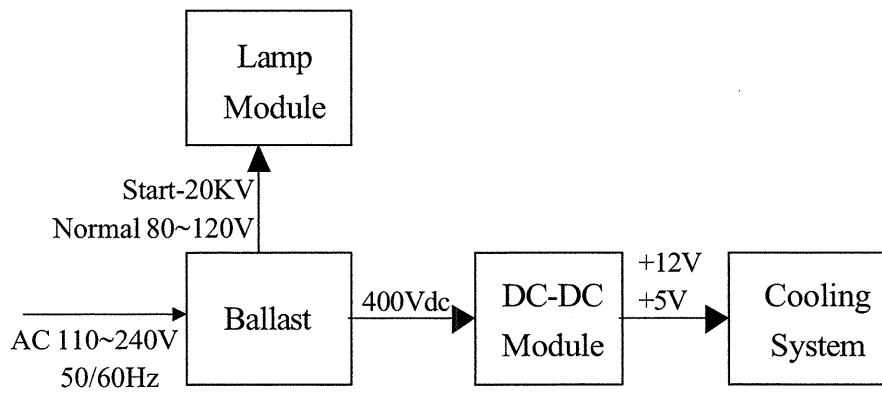 Lamp
Module
Start-20KV
Normal 80~120V
AC 110~240V
50/60Hz
Ballast
400Vdc
DC-DC
Module
+12V
+5V
Cooling
System